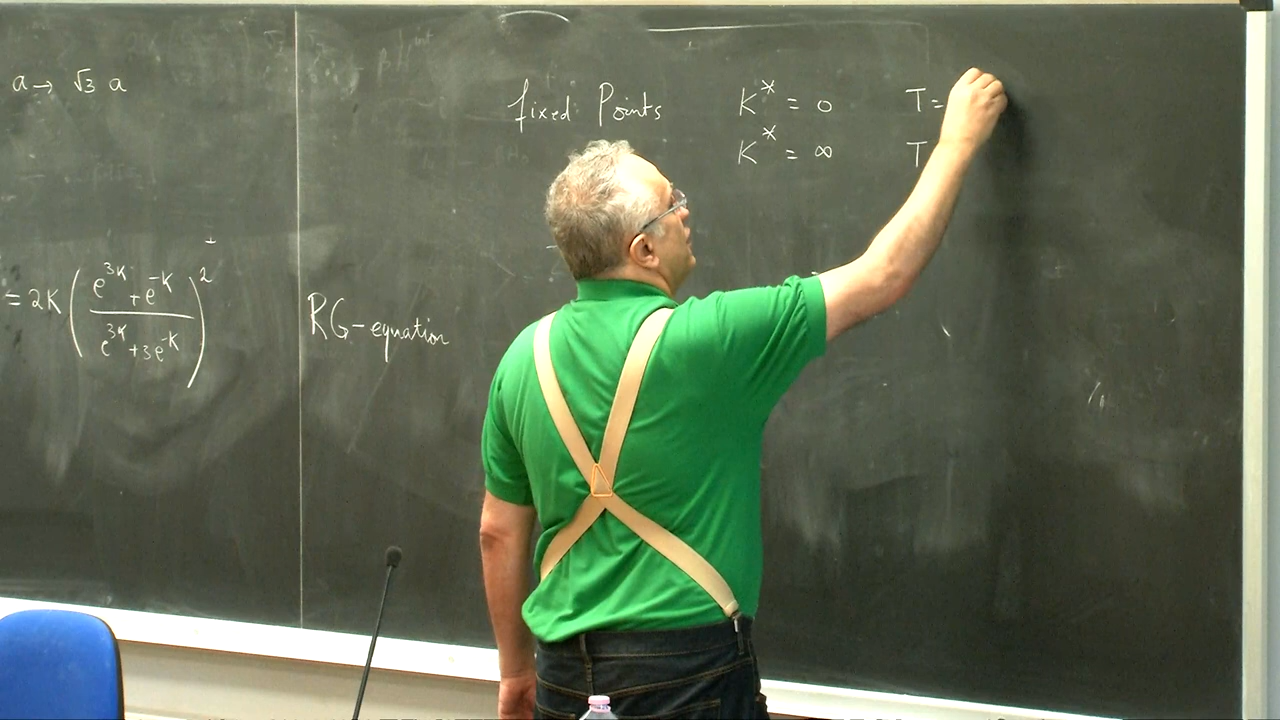 a → √3 a
fixed Points K* = 0 T=
K* = ∞ T
= 2K ( (e^3K + e^-K) / (e^3K + 3e^-K) )^2
RG-equation